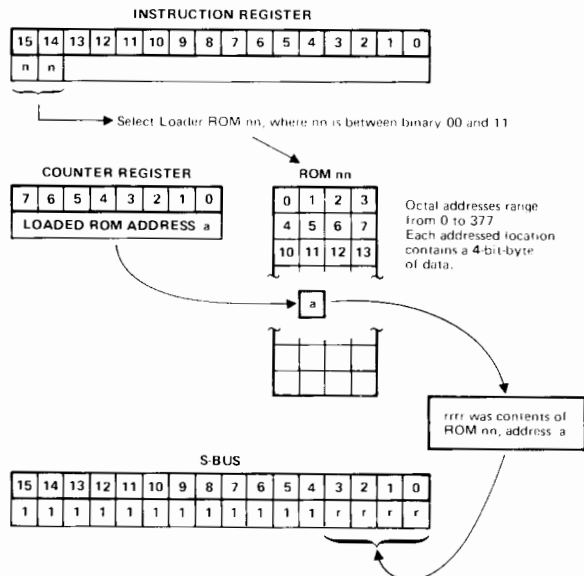 INSTRUCTION REGISTER
15 14 13 12 11 10 9 8 7 6 5 4 3 2 1 0
n n
Select Loader ROM nn, where nn is between binary 00 and 11
COUNTER REGISTER
7 6 5 4 3 2 1 0
LOADED ROM ADDRESS a
ROM nn
0 1 2 3
4 5 6 7
10 11 12 13
a
Octal addresses range
from 0 to 377
Each addressed location
contains a 4-bit-byte
of data.
rrrr was contents of
ROM nn, address a
S-BUS
15 14 13 12 11 10 9 8 7 6 5 4 3 2 1 0
1 1 1 1 1 1 1 1 1 1 1 1 r r r r